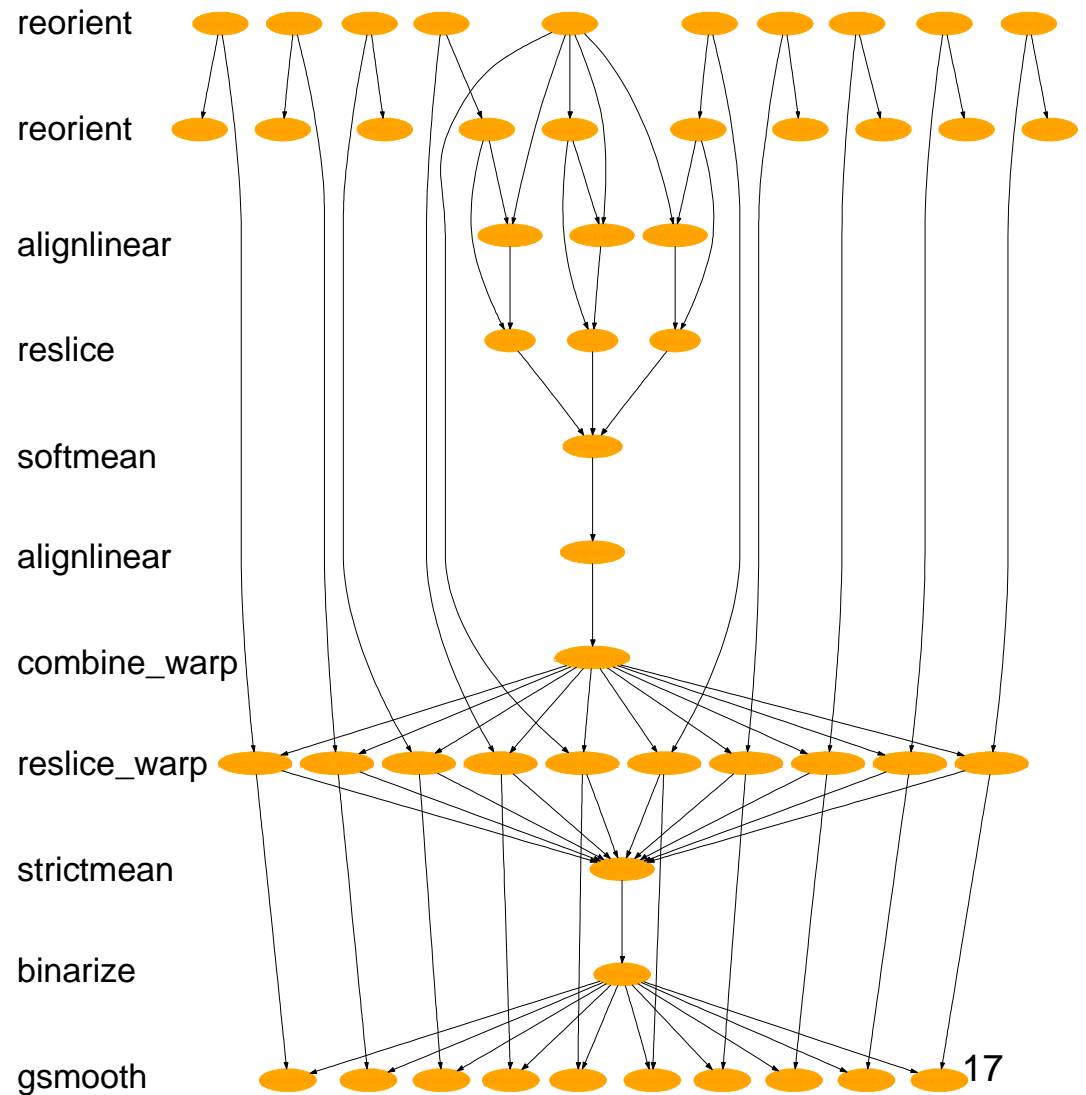 reorient
reorient
alignlinear
reslice
softmean
alignlinear
combine_warp
reslice_warp
strictmean
binarize
gsmooth
17